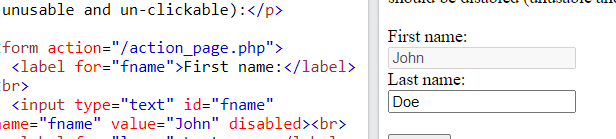 unusable and un-clickable):</p>
form action="/action_page.php">
<label for="fname">First name:</label>
br>
<input type="text" id="fname"
name="fname" value="John" disabled><br>
First name:
John
Last name:
Doe